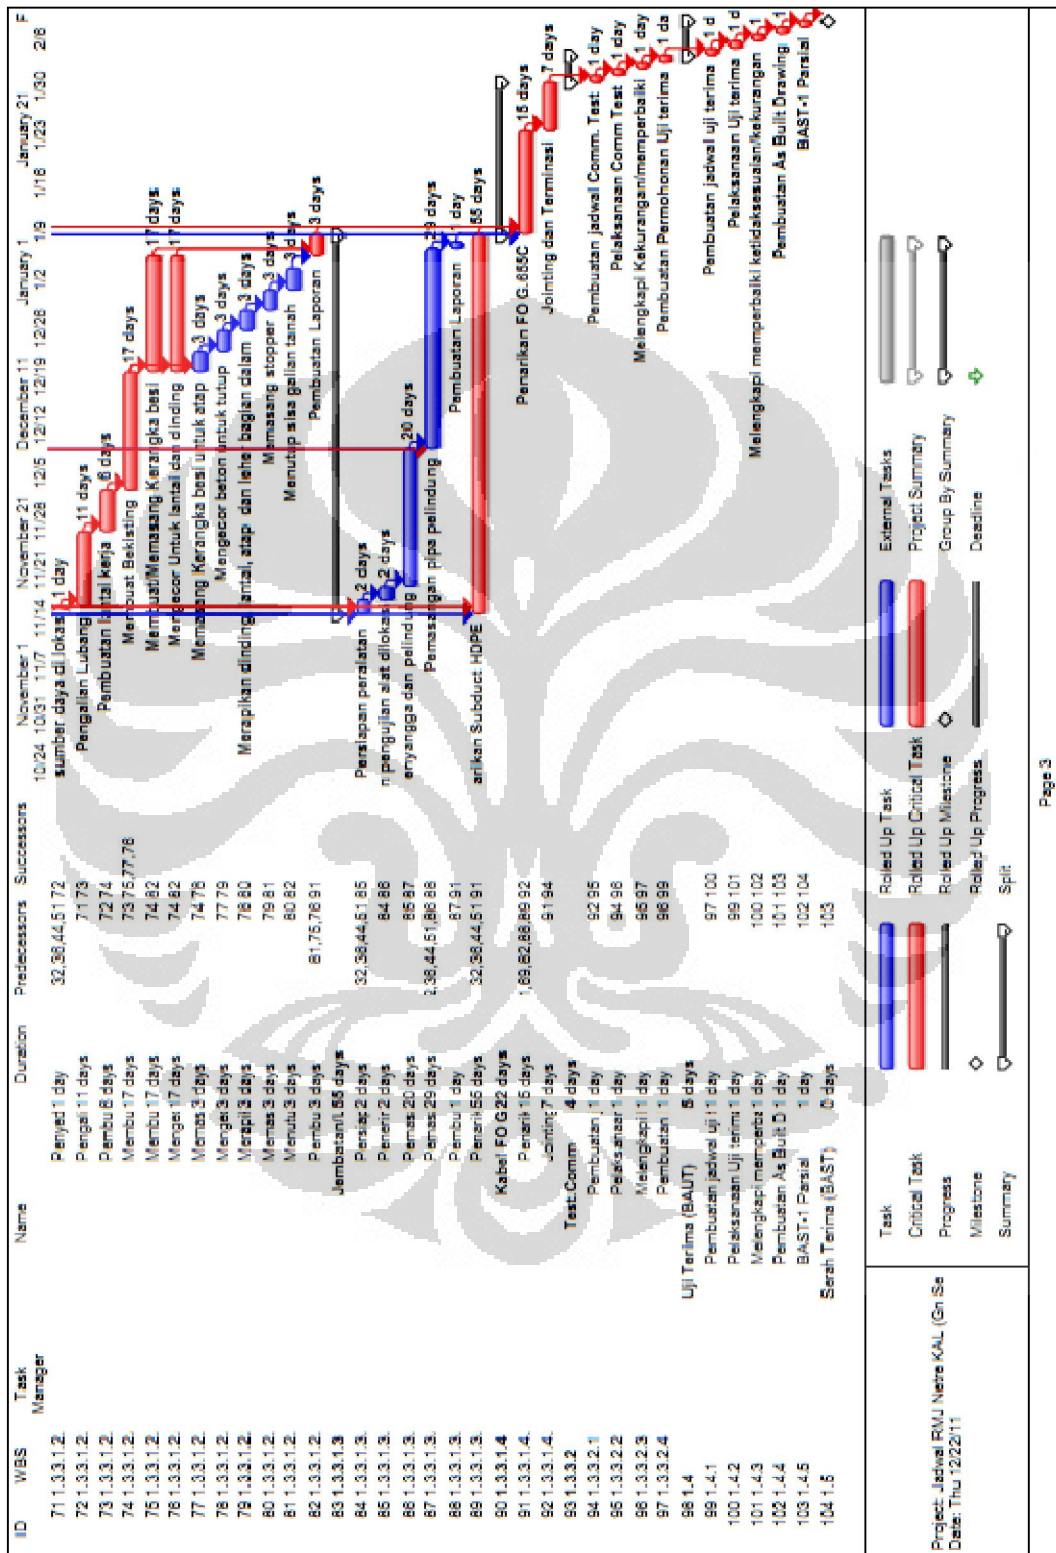 ID WBS Task Manager Name Duration Predecessors Successors
10/24 10/31 November 1 11/7 11/14 11/21 November 21 11/28 12/5 December 11 12/12 12/19 12/26 January 1 1/2 1/9 1/16 January 21 1/23 1/30 2/6 F
71 1.3.3.1.2. Penyed 1 day 32,38,44,51 72 sumber daya di lokasi 1 day
72 1.3.3.1.2. Pengali 11 days 71 73 Pengalian Lubang 11 days
73 1.3.3.1.2. Pembu 6 days 72 74 Pembuatan lantai kerja 6 days
74 1.3.3.1.2. Membu 17 days 73 75,77,76 Membuat Bekisting 17 days
75 1.3.3.1.2. Membu 17 days 74 82 Membuat/Memasang Kerangka besi 17 days
76 1.3.3.1.2. Mengec 17 days 74 82 Mengecor Untuk lantai dan dinding 17 days
77 1.3.3.1.2. Memas 3 days 74 78 Memasang Kerangka besi untuk atap 3 days
78 1.3.3.1.2. Menge 3 days 77 79 Mengecor beton untuk tutup 3 days
79 1.3.3.1.2. Merapil 3 days 78 80 Merapikan dinding lantai, atap dan leher bagian dalam 3 days
80 1.3.3.1.2. Memas 3 days 79 81 Memasang stopper 3 days
81 1.3.3.1.2. Menutu 3 days 80 82 Menutup sisa galian tanah 3 days
82 1.3.3.1.2. Pembu 3 days 81,75,76 91 Pembuatan Laporan 3 days
83 1.3.3.1.3 Jembatan/L 55 days
84 1.3.3.1.3. Persiap 2 days 32,38,44,51 85 Persiapan peralatan 2 days
85 1.3.3.1.3. 2 days 84 86 n pengujian alat dilokasi 2 days
86 1.3.3.1.3. Pemas 20 days 85 87 enyangga dan pelindung 20 days
87 1.3.3.1.3. Pemas 29 days 88 Pemasangan pipa pelindung 29 days
88 1.3.3.1.3. Pembu 1 day 87 91 Pembuatan Laporan 1 day
89 1.3.3.1.3. Penarik 55 days 32,38,44,51 91 arikan Subduct HDPE 55 days
90 1.3.3.1.4 Kabel FO G 22 days
91 1.3.3.1.4. Penarik 15 days ,69,82,88,89 92 Penarikan FO G.655C 15 days
92 1.3.3.1.4. Jointing 7 days 91 94 Jointing dan Terminasi 7 days
93 1.3.3.2 Test Comm 4 days
94 1.3.3.2.1 Pembuatan 1 day 92 95 Pembuatan jadwal Comm. Test 1 day
95 1.3.3.2.2 Pelaksanaar 1 day 94 96 Pelaksanaan Comm Test 1 day
96 1.3.3.2.3 Melengkapi 1 day 95 97 Melengkapi Kekurangan/memperbaiki 1 day
97 1.3.3.2.4 Pembuatan 1 day 96 99 Pembuatan Permohonan Uji terima 1 da
98 1.4 Uji Terima (BAUT) 5 days
99 1.4.1 Pembuatan jadwal uji t 1 day 97 100 Pembuatan jadwal uji terima 1 d
100 1.4.2 Pelaksanaan Uji terima 1 day 99 101 Pelaksanaan Uji terima 1 d
101 1.4.3 Melengkapi memperba 1 day 100 102 Melengkapi memperbaiki ketidaksesuaian/kekurangan 1
102 1.4.4 Pembuatan As Built D 1 day 101 103 Pembuatan As Built Drawing 1
103 1.4.5 BAST-1 Parsial 1 day 102 104 BAST-1 Parsial
104 1.5 Serah Terima (BAST) 0 days 103
Project: Jadwal RMJ Netre KAL (Gn Se
Date: Thu 12/22/11
Task Rolled Up Task External Tasks
Critical Task Rolled Up Critical Task Project Summary
Progress Rolled Up Milestone Group By Summary
Milestone Rolled Up Progress Deadline
Summary Split
Page 3